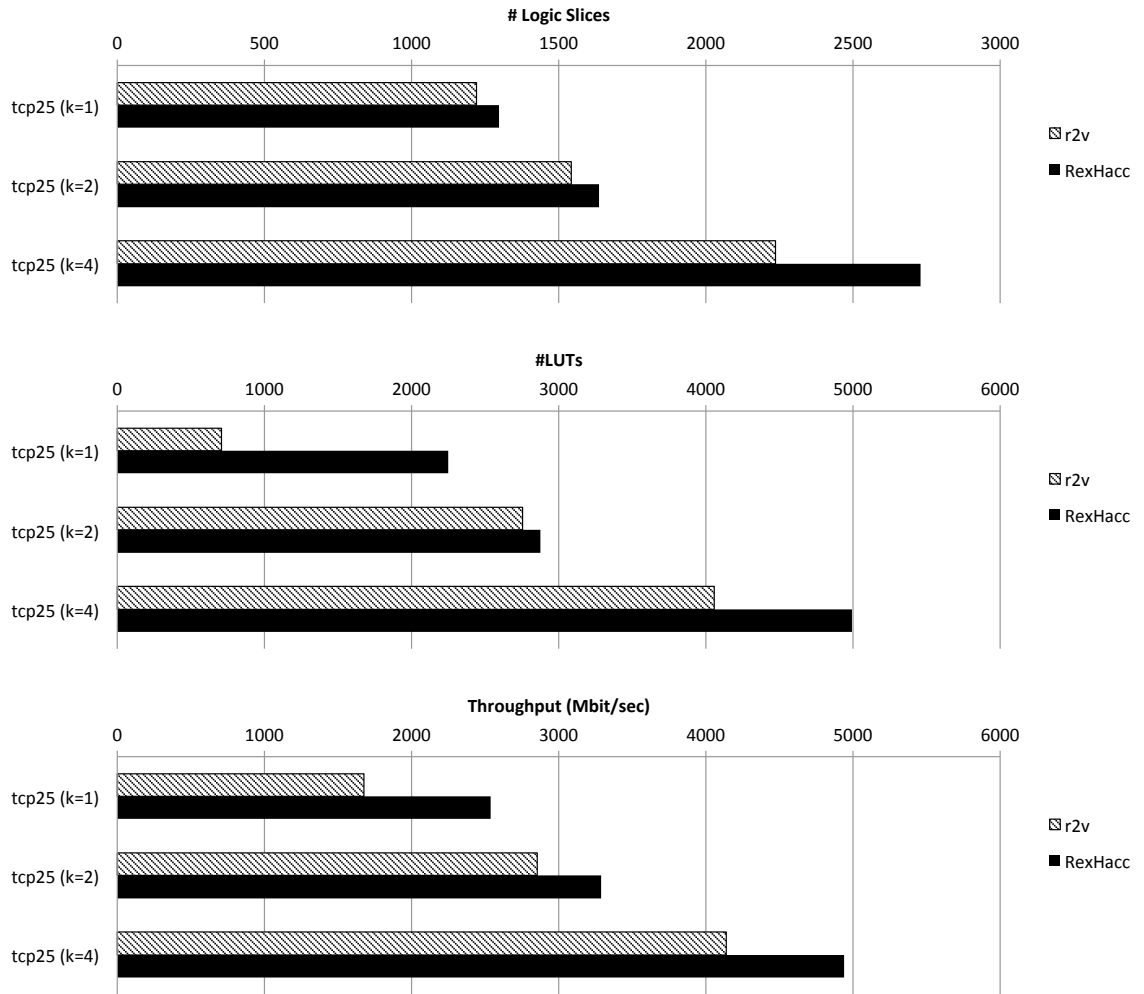 # Logic Slices
0 500 1000 1500 2000 2500 3000
tcp25 (k=1)
r2v
RexHacc
tcp25 (k=2)
tcp25 (k=4)
#LUTs
0 1000 2000 3000 4000 5000 6000
tcp25 (k=1)
r2v
tcp25 (k=2)
RexHacc
tcp25 (k=4)
Throughput (Mbit/sec)
0 1000 2000 3000 4000 5000 6000
tcp25 (k=1)
r2v
RexHacc
tcp25 (k=2)
tcp25 (k=4)